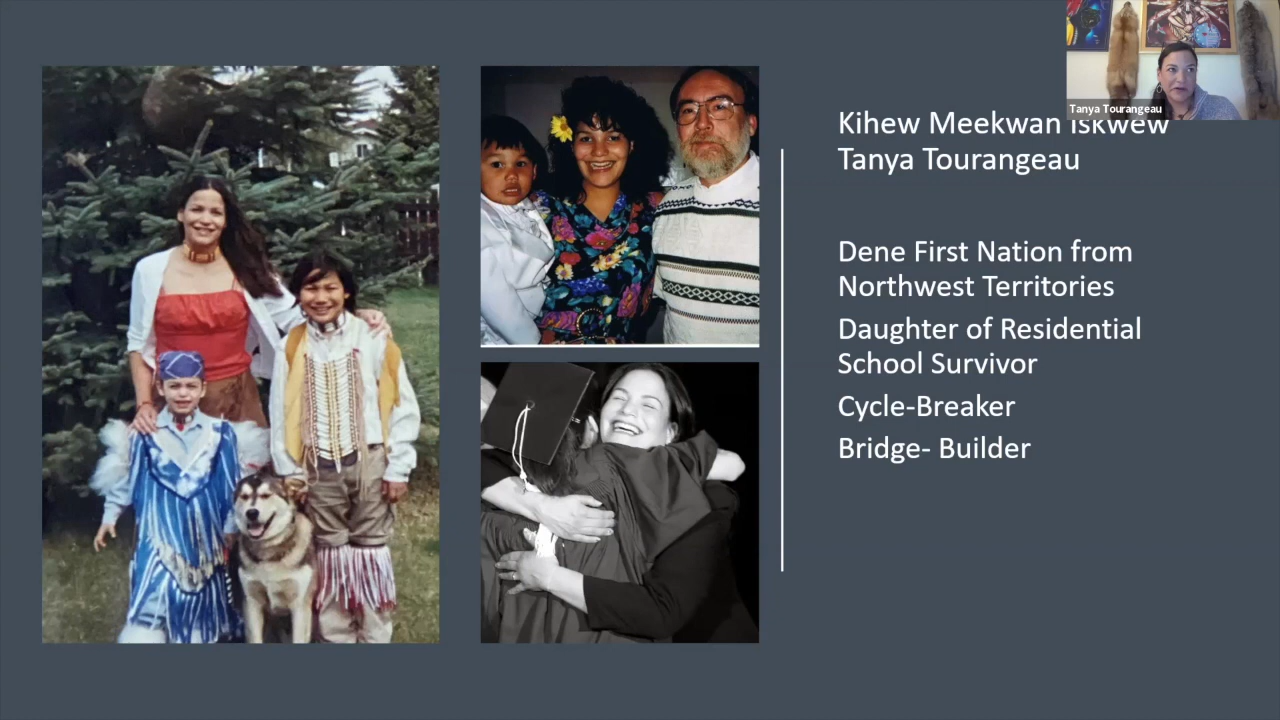 Tanya Tourangeau
Kihew Meekwan Iskwew
Tanya Tourangeau
Dene First Nation from
Northwest Territories
Daughter of Residential
School Survivor
Cycle-Breaker
Bridge- Builder